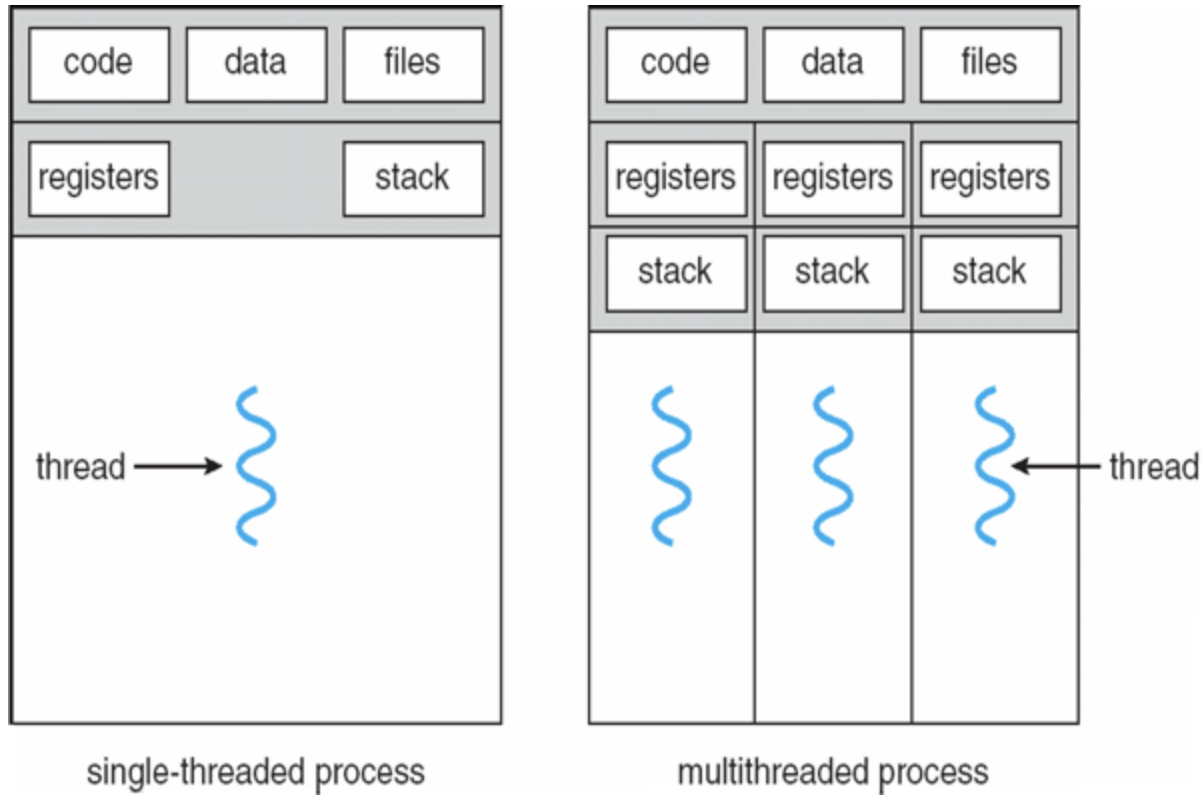 code data files code data files
registers stack registers registers registers
stack stack stack
thread thread
single-threaded process multithreaded process